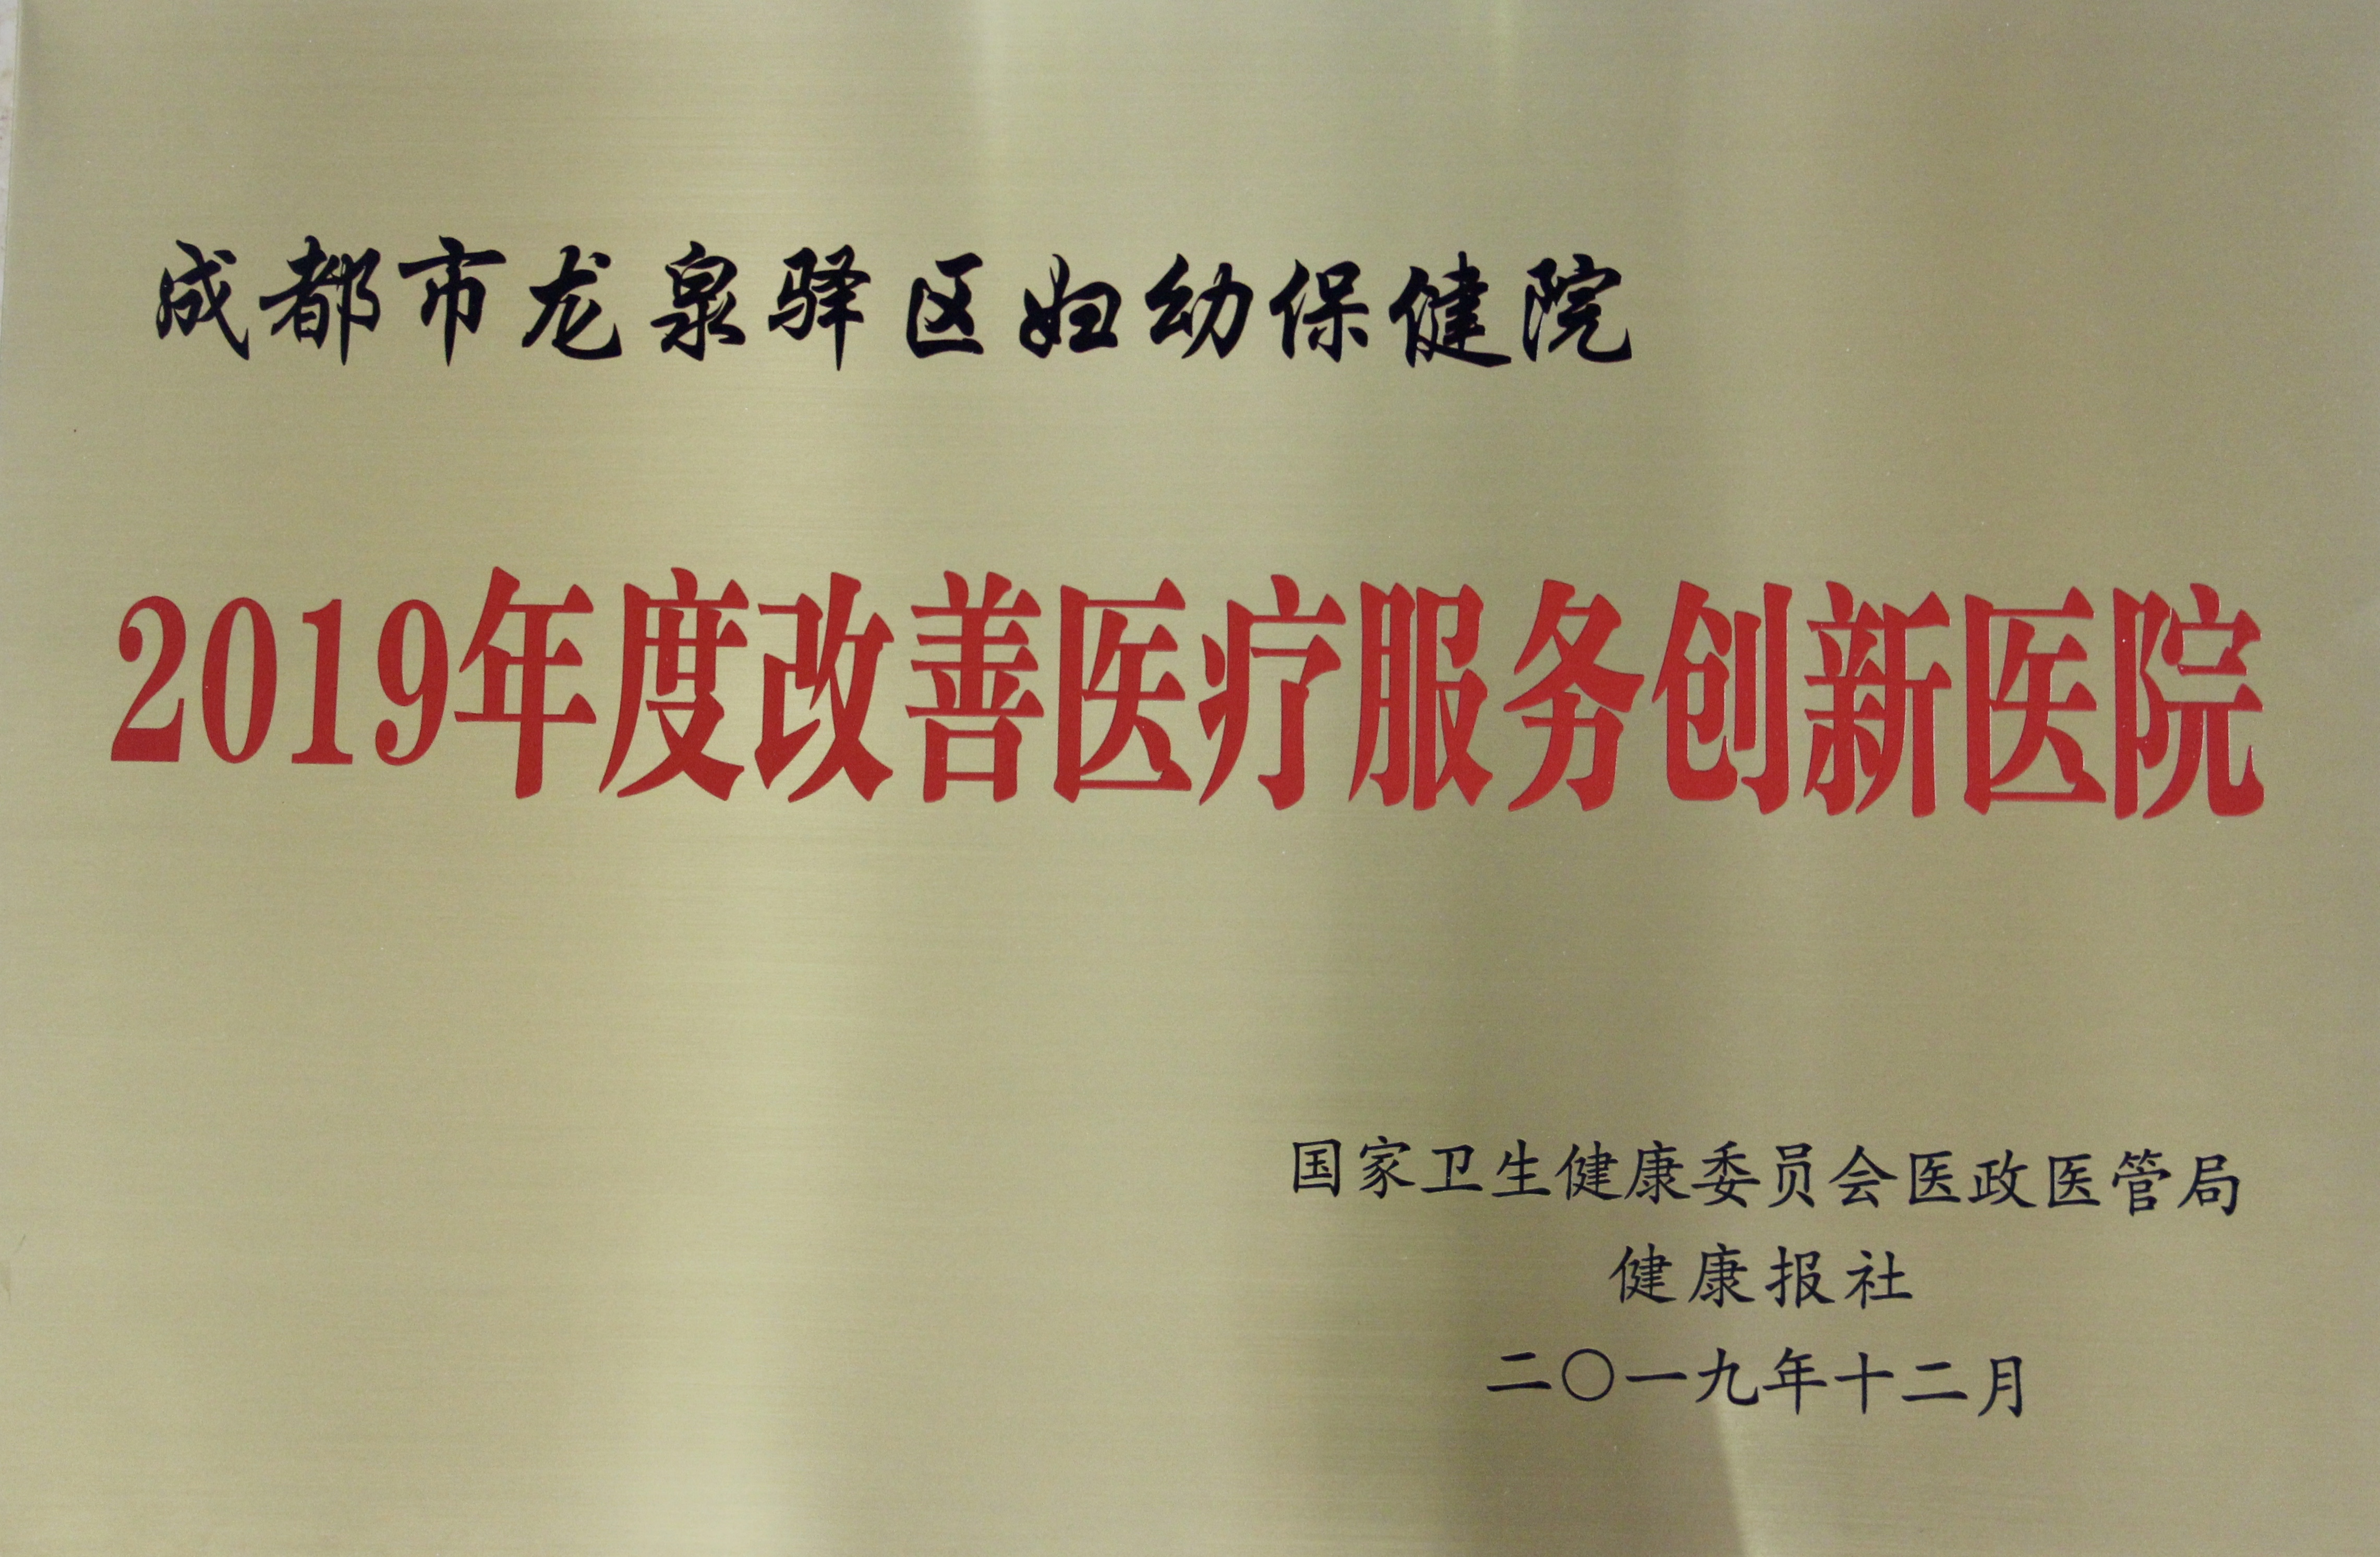 成都市龙泉驿区妇幼保健院
2019年度改善医疗服务创新医院
国家卫生健康委员会医政医管局
健康报社
二〇一九年十二月